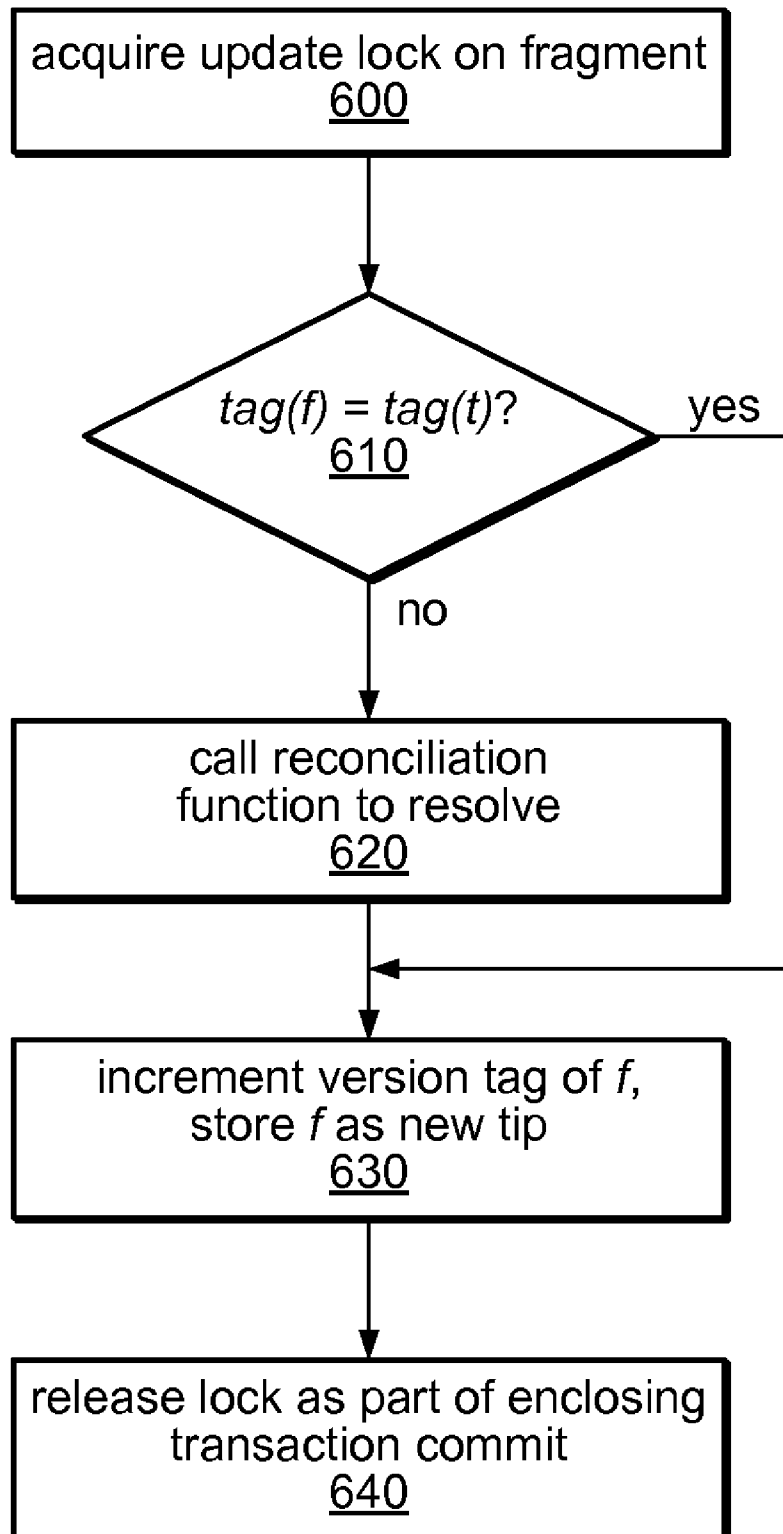 acquire update lock on fragment
600
tag(f) = tag(t)?
610
yes
no
call reconciliation
function to resolve
620
increment version tag of f,
store f as new tip
630
release lock as part of enclosing
transaction commit
640